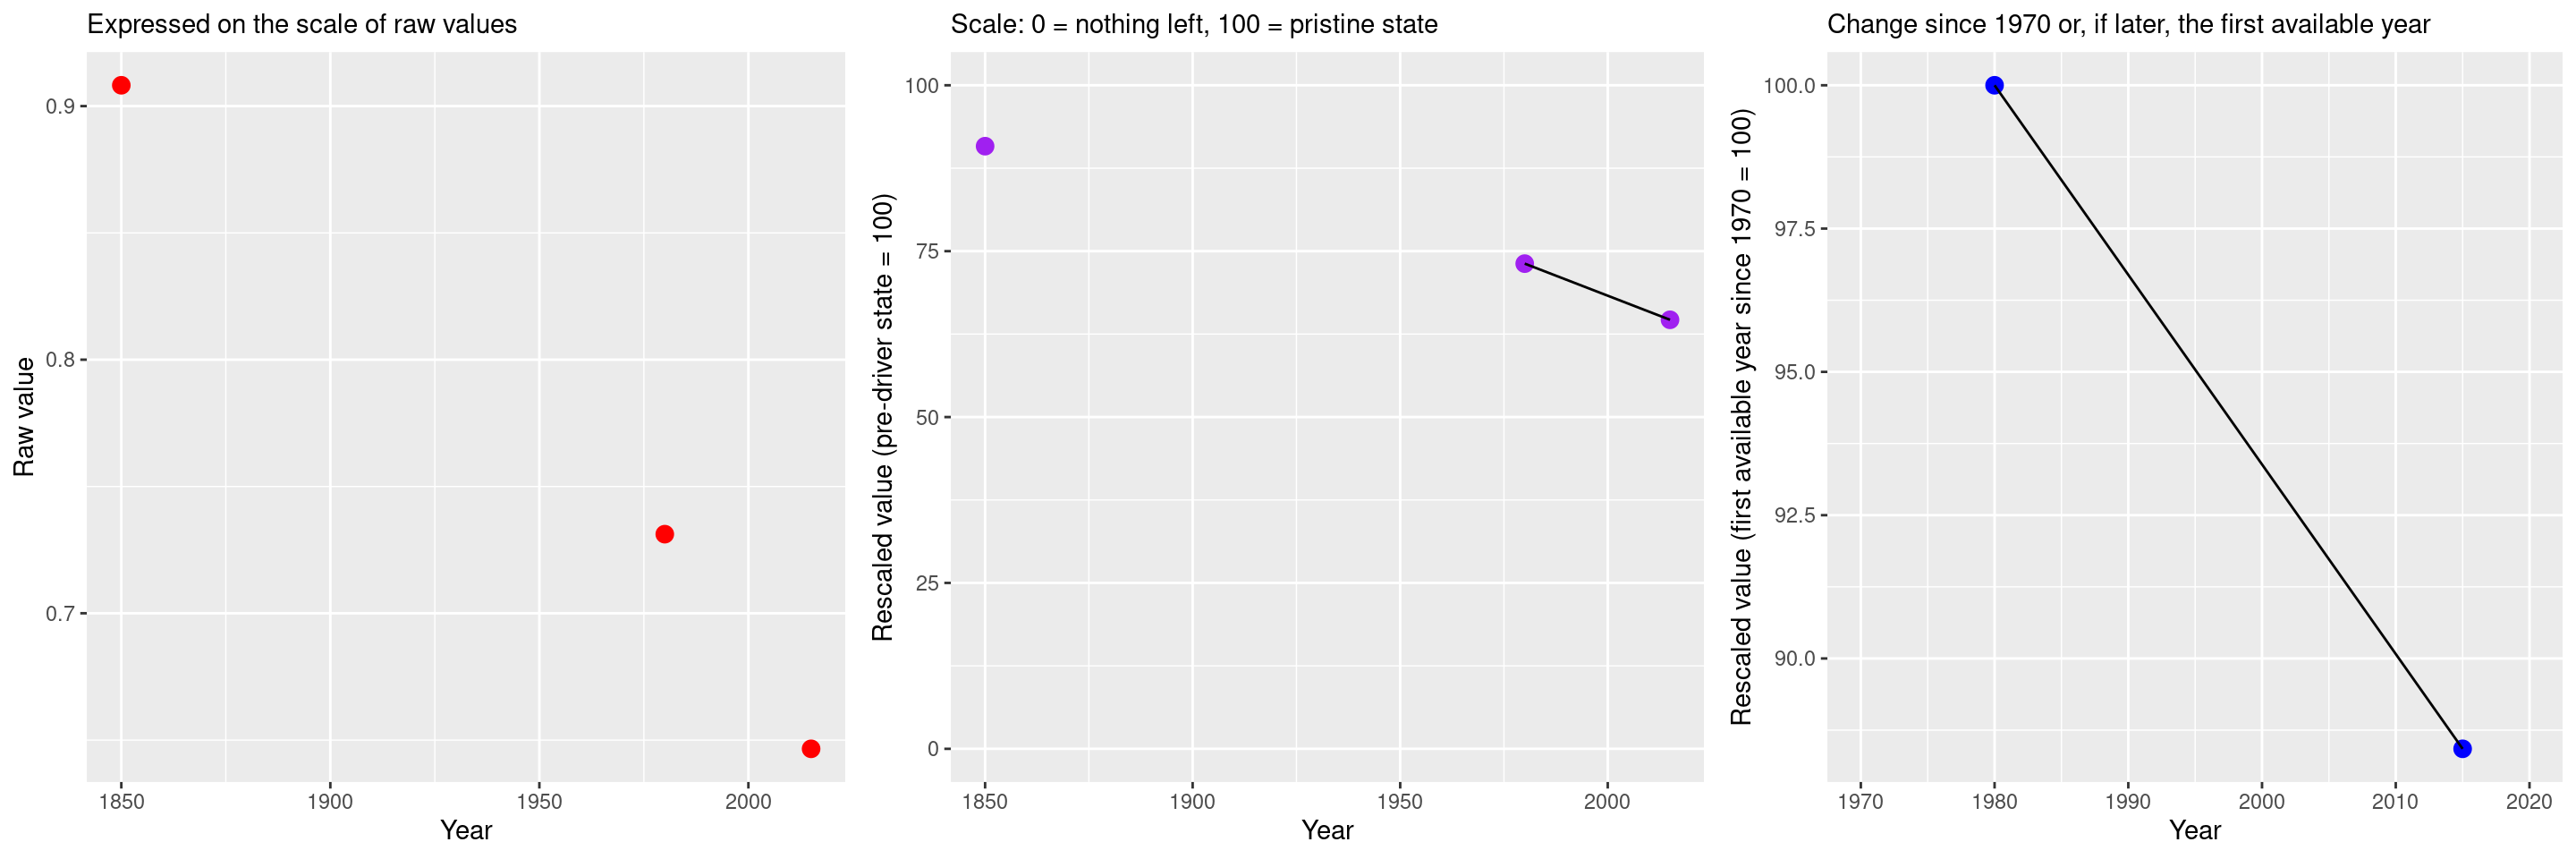 Expressed on the scale of raw values
Raw value
0.9
0.8
0.7
1850 1900 1950 2000
Year
Scale: 0 = nothing left, 100 = pristine state
Rescaled value (pre-driver state = 100)
100
75
50
25
0
1850 1900 1950 2000
Year
Change since 1970 or, if later, the first available year
Rescaled value (first available year since 1970 = 100)
100.0
97.5
95.0
92.5
90.0
1970 1980 1990 2000 2010 2020
Year